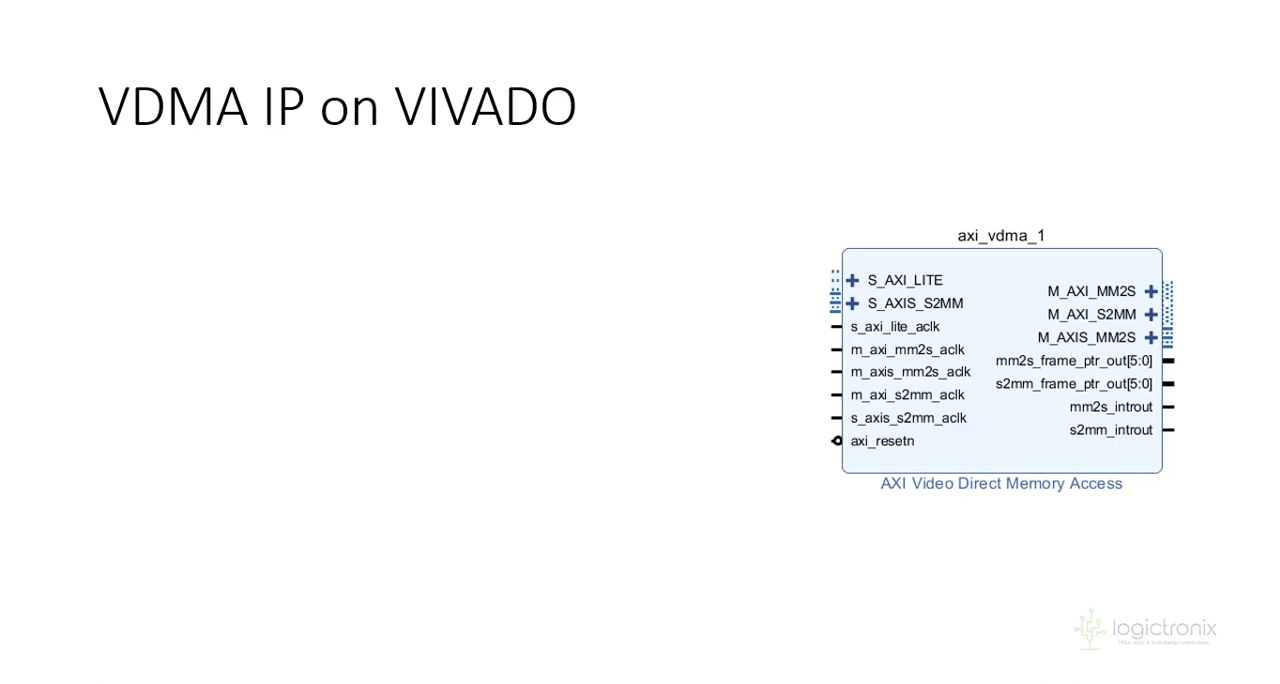 VDMA IP on VIVADO
axi_vdma_1
S_AXI_LITE
S_AXIS_S2MM
s_axi_lite_aclk
m_axi_mm2s_aclk
m_axis_mm2s_aclk
m_axi_s2mm_aclk
s_axis_s2mm_aclk
axi_resetn
M_AXI_MM2S
M_AXI_S2MM
M_AXIS_MM2S
mm2s_frame_ptr_out[5:0]
s2mm_frame_ptr_out[5:0]
mm2s_introut
s2mm_introut
AXI Video Direct Memory Access
logictronix